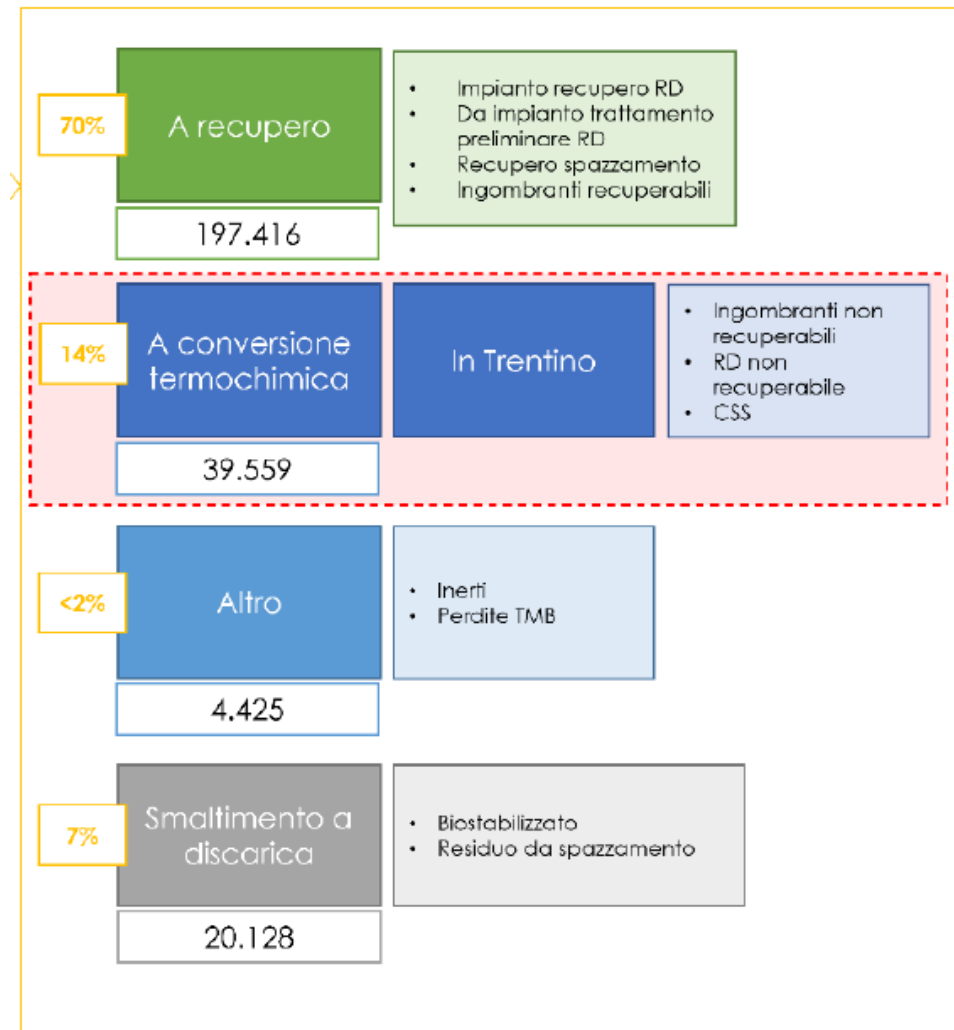 70%
A recupero
197.416
• Impianto recupero RD
• Da impianto trattamento
preliminare RD
• Recupero spazzamento
• Ingombranti recuperabili
14%
A conversione
termochimica
39.559
In Trentino
• Ingombranti non
recuperabili
• RD non
recuperabile
• CSS
<2%
Altro
4.425
• Inerti
• Perdite TMB
7%
Smaltimento a
discarica
20.128
• Biostabilizzato
• Residuo da spazzamento